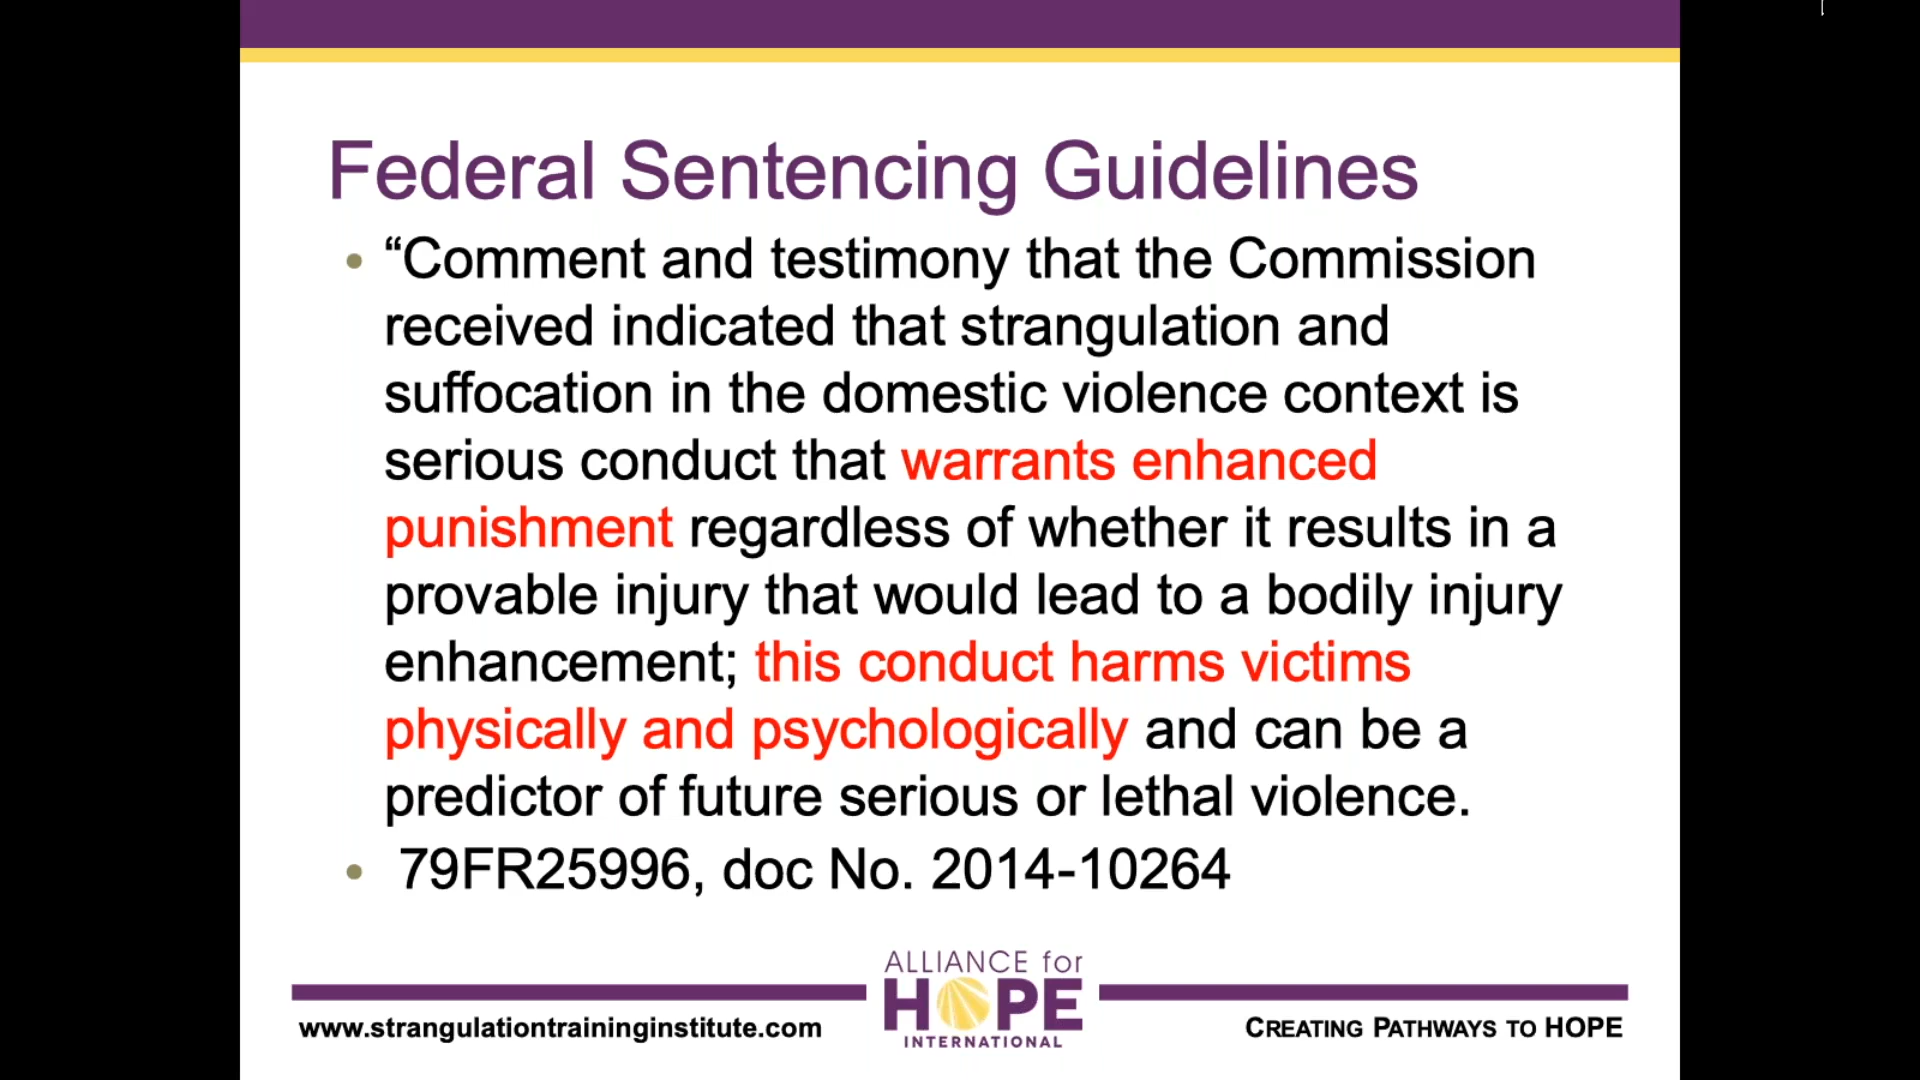 Federal Sentencing Guidelines
• “Comment and testimony that the Commission
received indicated that strangulation and
suffocation in the domestic violence context is
serious conduct that warrants enhanced
punishment regardless of whether it results in a
provable injury that would lead to a bodily injury
enhancement; this conduct harms victims
physically and psychologically and can be a
predictor of future serious or lethal violence.
• 79FR25996, doc No. 2014-10264
ALLIANCE for
HOPE
INTERNATIONAL
www.strangulationtraininginstitute.com
CREATING PATHWAYS TO HOPE